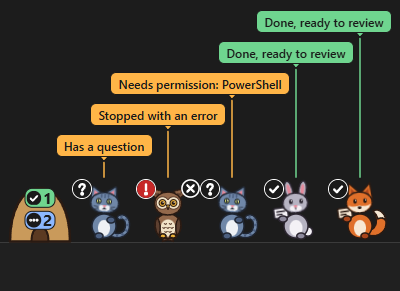 Done, ready to review
Done, ready to review
Needs permission: PowerShell
Stopped with an error
Has a question
1
2